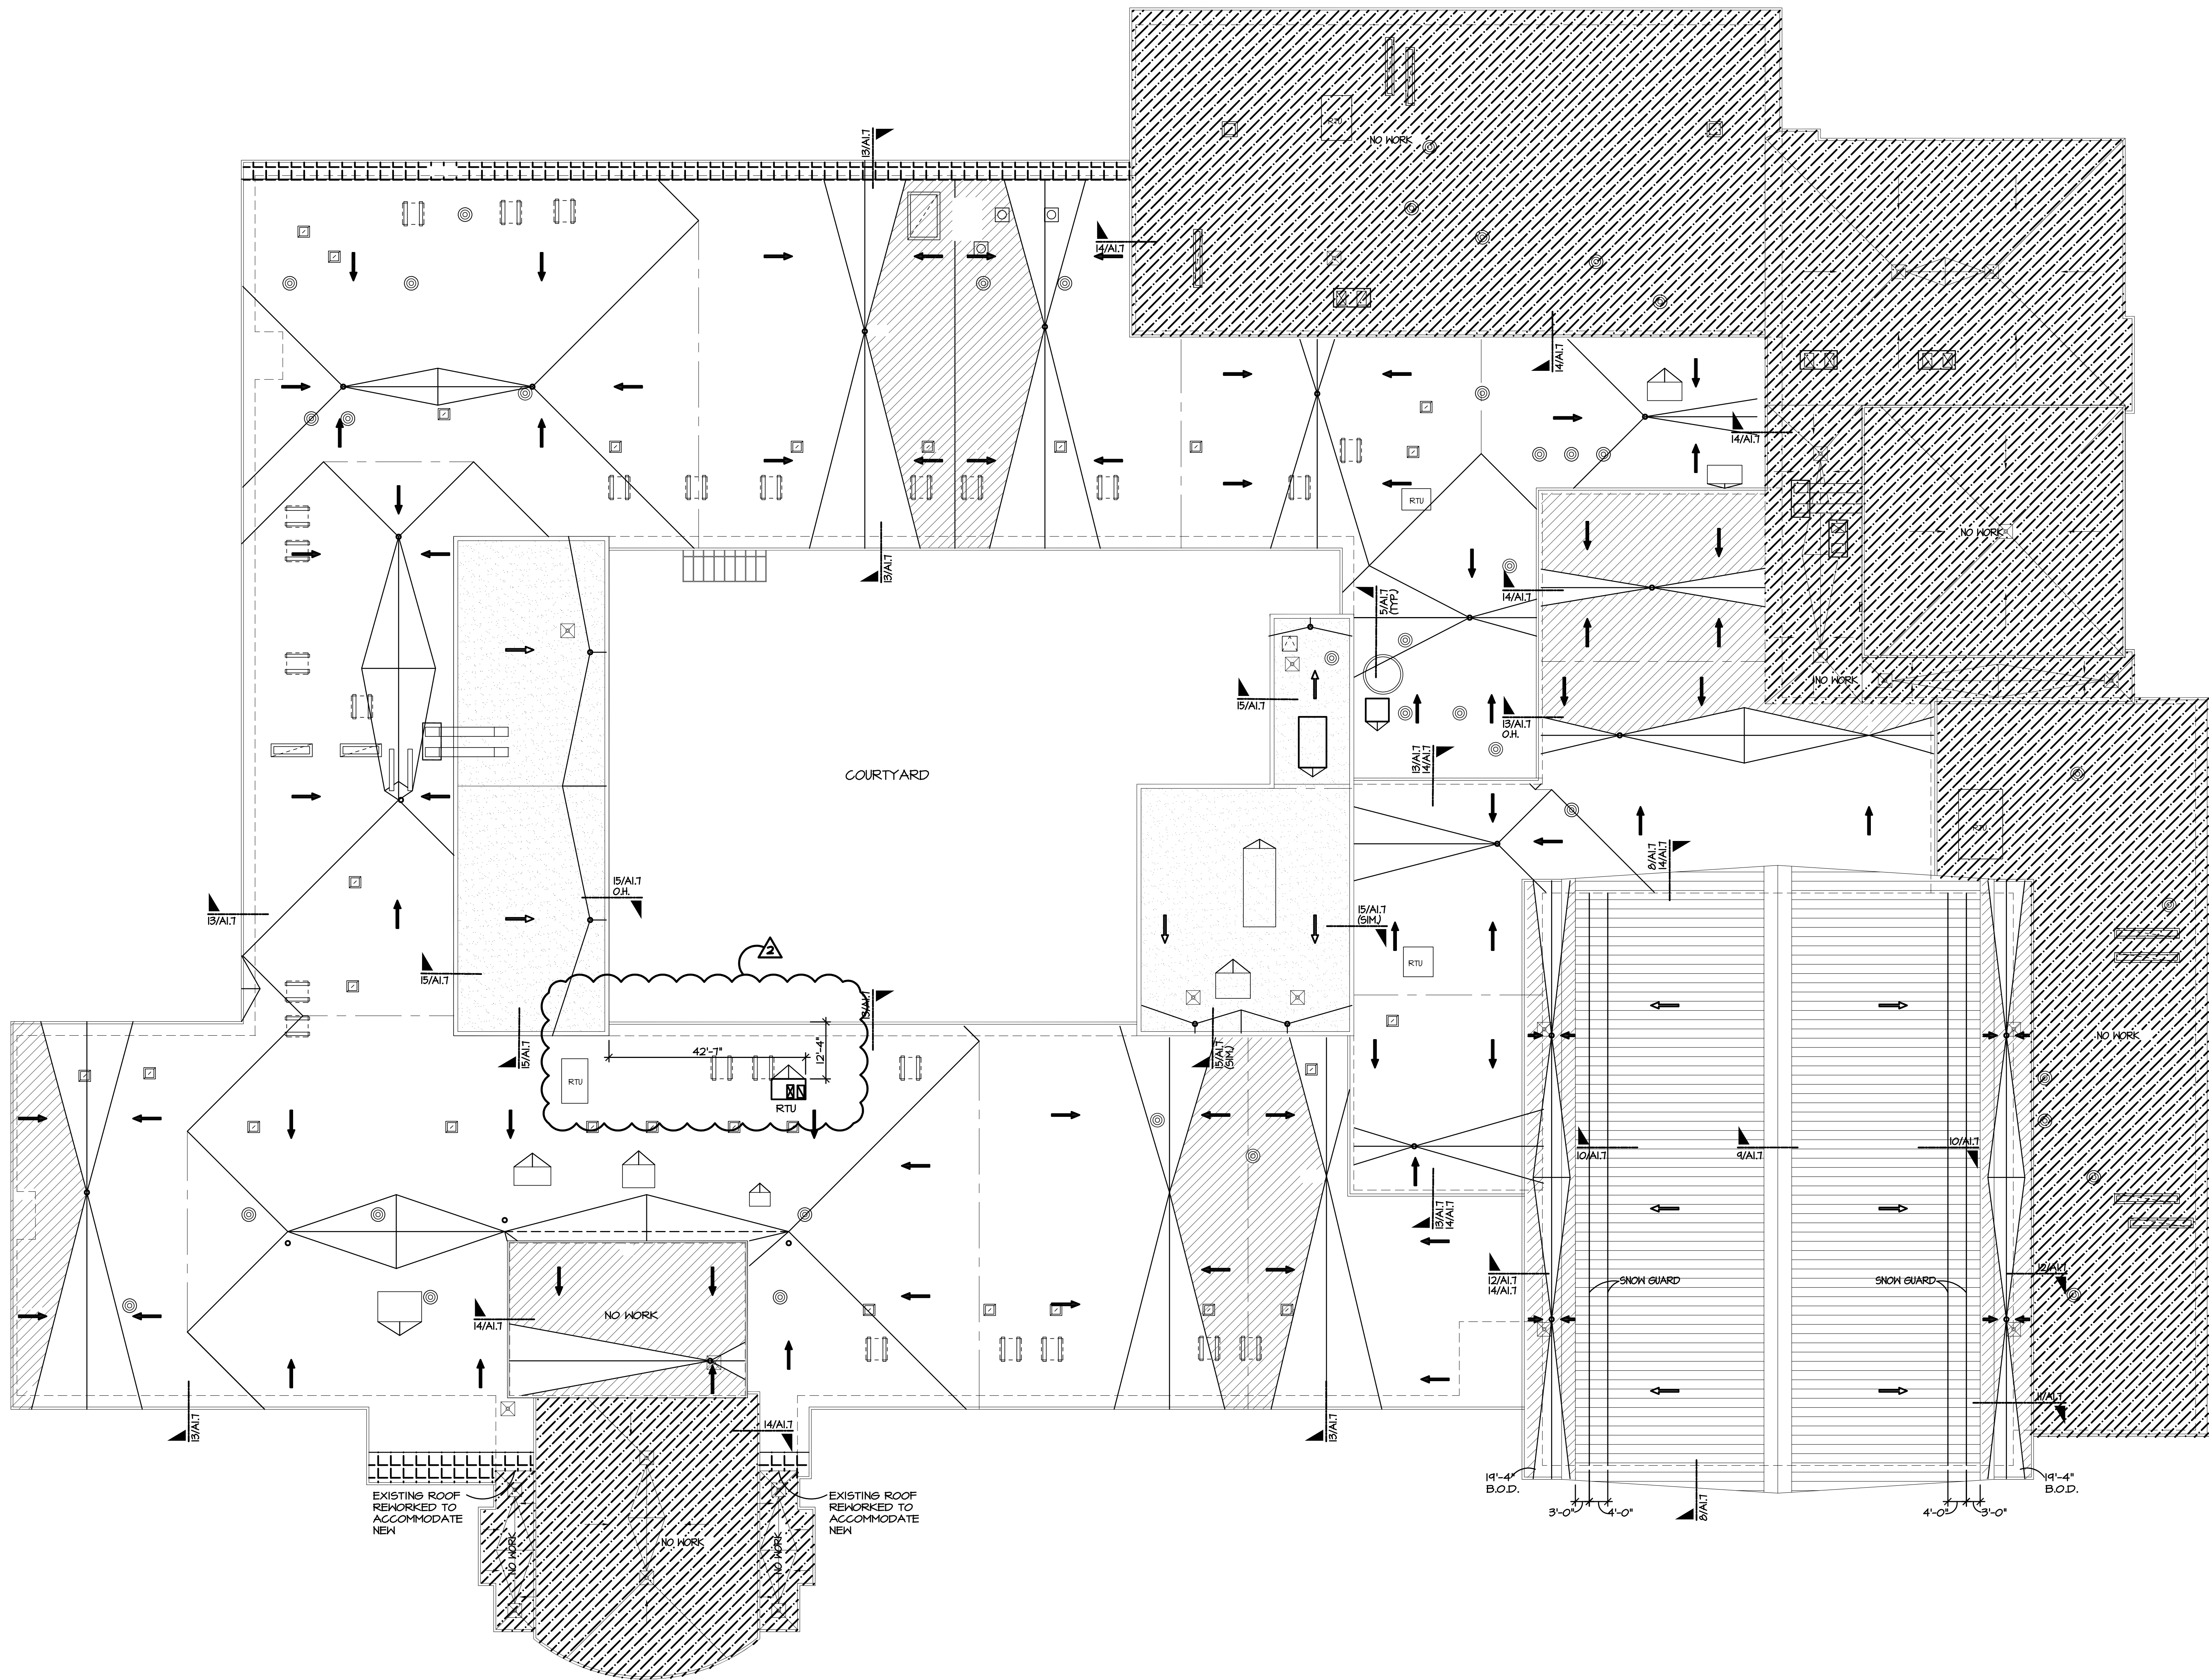 RTU
NO WORK
13/A1.7
14/A1.7
14/A1.7
14/A1.7
RTU
NO WORK
13/A1.7
14/A1.7
5/A1.7
(TYP.)
NO WORK
15/A1.7
13/A1.7
O.H.
13/A1.7
14/A1.7
COURTYARD
RTU
8/A1.7
14/A1.7
15/A1.7
O.H.
13/A1.7
15/A1.7
(SIM.)
2
15/A1.7
RTU
13/A1.7
15/A1.7
42'-7"
12'-4"
15/A1.7
(SIM.)
NO WORK
RTU
RTU
10/A1.7
9/A1.7
10/A1.7
13/A1.7
14/A1.7
12/A1.7
14/A1.7
SNOW GUARD
SNOW GUARD
12/A1.7
NO WORK
14/A1.7
13/A1.7
14/A1.7
13/A1.7
11/A1.7
19'-4"
B.O.D.
19'-4"
B.O.D.
EXISTING ROOF
REWORKED TO
ACCOMMODATE
NEW
EXISTING ROOF
REWORKED TO
ACCOMMODATE
NEW
3'-0"
4'-0"
8/A1.7
4'-0"
3'-0"
NO WORK
NO WORK
NO WORK